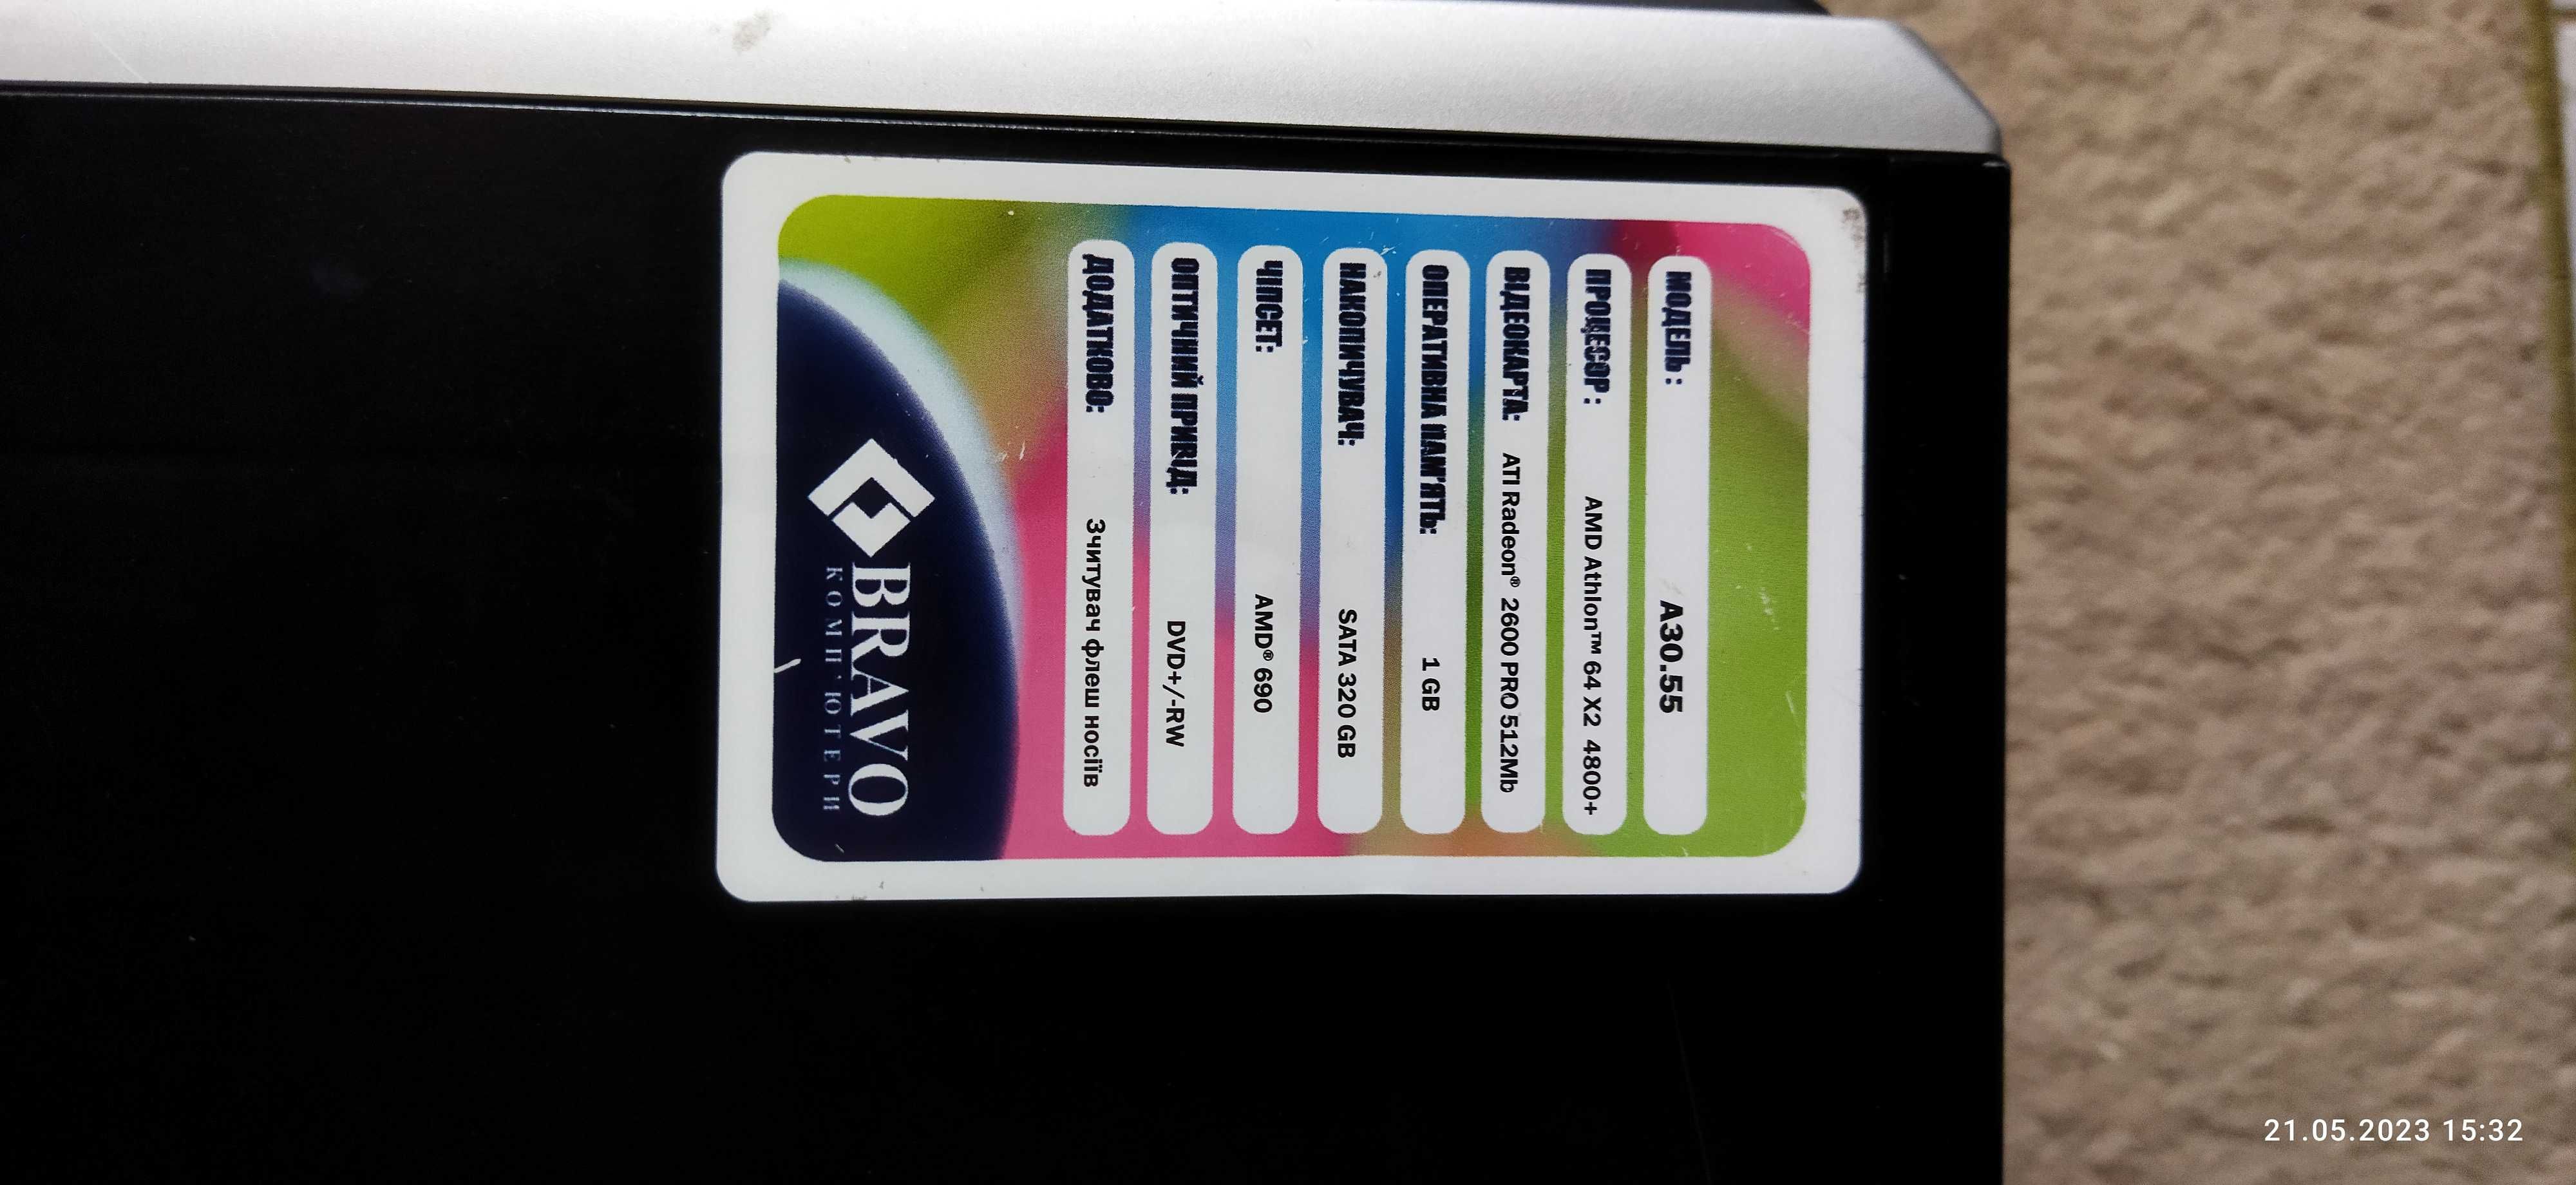 МОДЕЛЬ: A30.55
ПРОЦЕСОР: AMD Athlon™ 64 X2 4800+
ВІДЕОКАРТА: ATI Radeon® 2600 PRO 512Mb
ОПЕРАТИВНА ПАМ'ЯТЬ: 1 GB
НАКОПИЧУВАЧ: SATA 320 GB
ЧІПСЕТ: AMD® 690
ОПТИЧНИЙ ПРИВІД: DVD+/-RW
ДОДАТКОВО: Зчитувач флеш носіїв
BRAVO
КОМП'ЮТЕРИ
21.05.2023 15:32